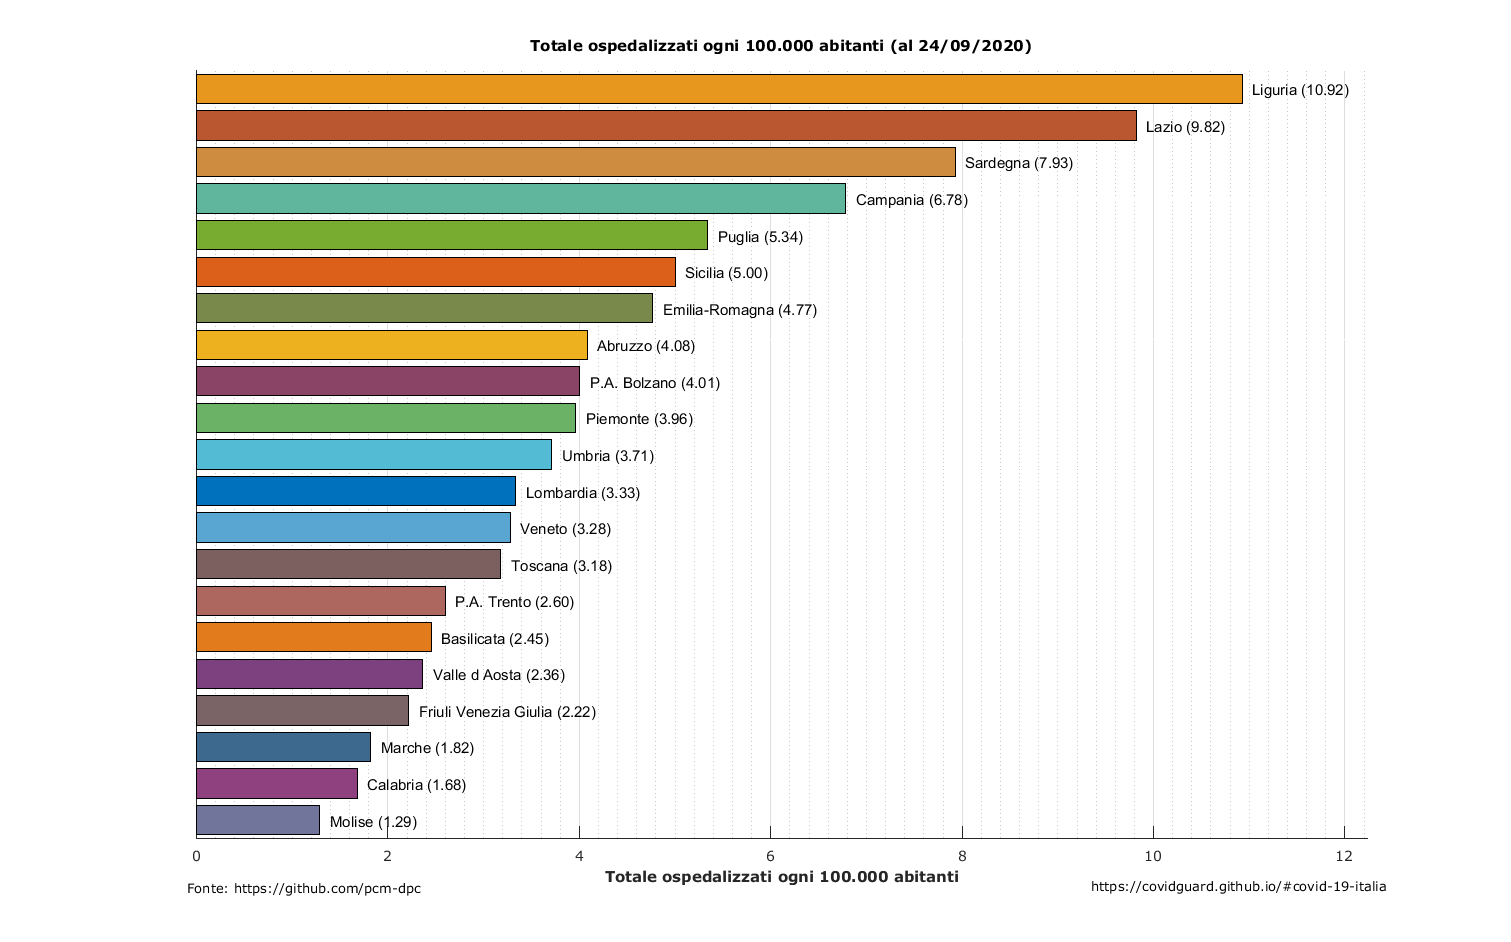 Totale ospedalizzati ogni 100.000 abitanti (al 24/09/2020)
Liguria (10.92)
Lazio (9.82)
Sardegna (7.93)
Campania (6.78)
Puglia (5.34)
Sicilia (5.00)
Emilia-Romagna (4.77)
Abruzzo (4.08)
P.A. Bolzano (4.01)
Piemonte (3.96)
Umbria (3.71)
Lombardia (3.33)
Veneto (3.28)
Toscana (3.18)
P.A. Trento (2.60)
Basilicata (2.45)
Valle d Aosta (2.36)
Friuli Venezia Giulia (2.22)
Marche (1.82)
Calabria (1.68)
Molise (1.29)
0 2 4 6 8 10 12
Totale ospedalizzati ogni 100.000 abitanti
Fonte: https://github.com/pcm-dpc
https://covidguard.github.io/#covid-19-italia